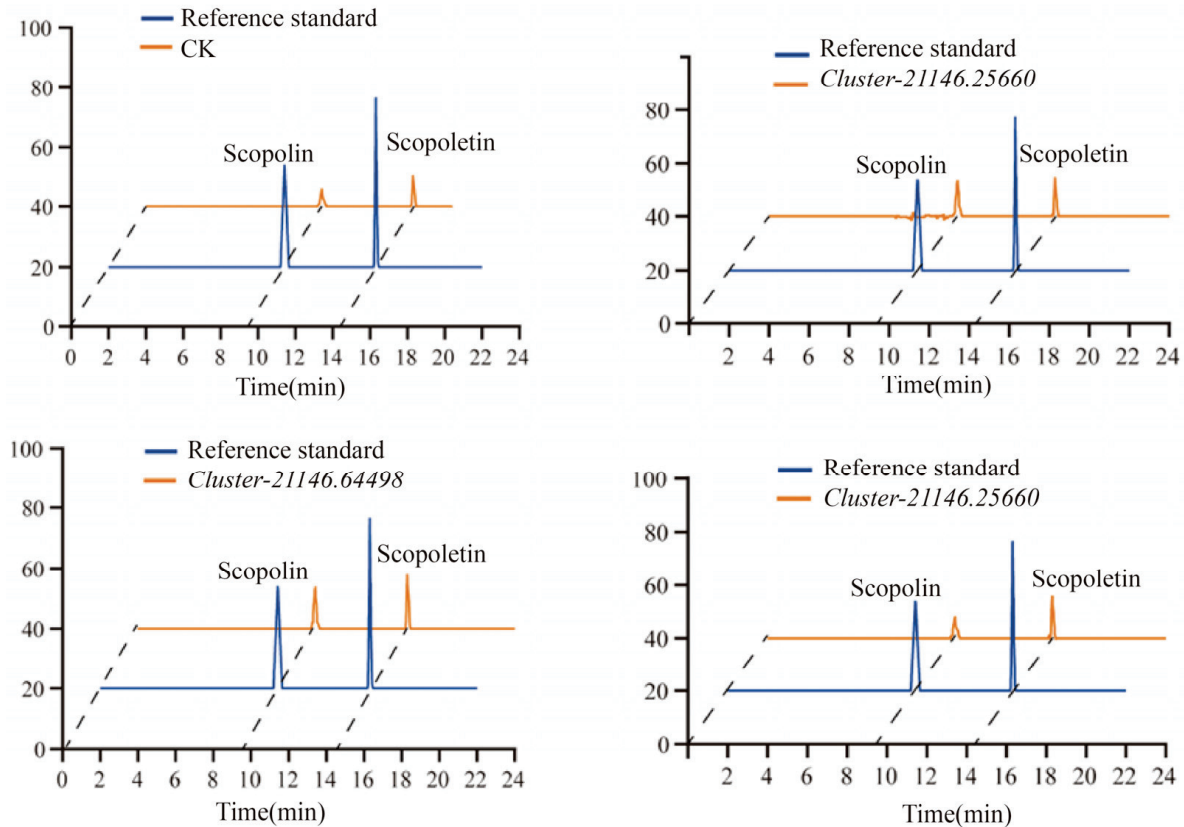 Reference standard
CK
100
80
60
40
20
0
Scopolin
Scopoletin
0 2 4 6 8 10 12 14 16 18 20 22 24
Time(min)
Reference standard
Cluster-21146.25660
80
60
40
20
0
Scopolin
Scopoletin
2 4 6 8 10 12 14 16 18 20 22 24
Time(min)
Reference standard
Cluster-21146.64498
100
80
60
40
20
0
Scopolin
Scopoletin
0 2 4 6 8 10 12 14 16 18 20 22 24
Time(min)
Reference standard
Cluster-21146.25660
100
80
60
40
20
0
Scopolin
Scopoletin
2 4 6 8 10 12 14 16 18 20 22 24
Time(min)